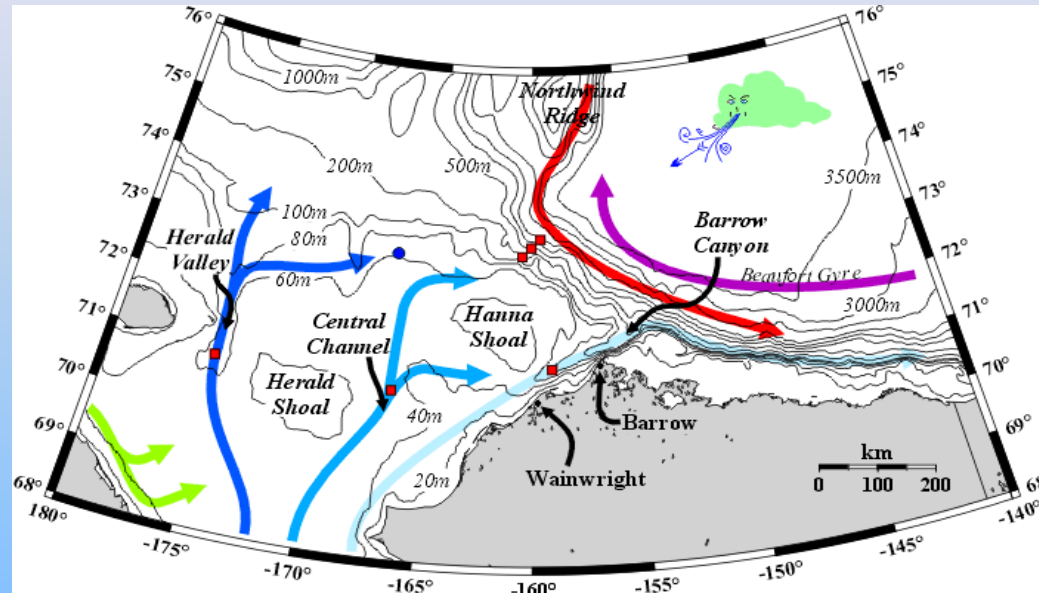 76°
76°
75°
75°
74°
74°
73°
73°
72°
72°
71°
71°
70°
70°
69°
69°
68°
68
180°
-175°
-170°
-165°
-160°
-155°
-150°
-145°
-140°
1000m
Northwind
Ridge
200m
500m
3500m
100m
80m
60m
Herald
Valley
Barrow
Canyon
Beaufort Gyre
3000m
Central
Channel
Hanna
Shoal
Herald
Shoal
40m
20m
Barrow
Wainwright
km
0 100 200